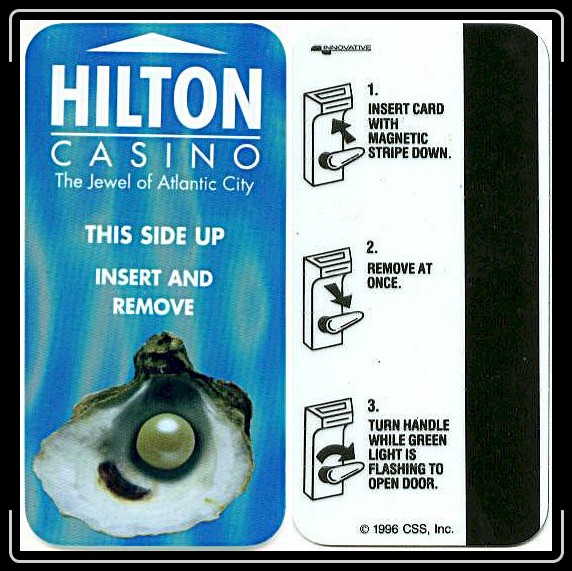 HILTON
CASINO
The Jewel of Atlantic City
THIS SIDE UP
INSERT AND
REMOVE
INNOVATIVE
1.
INSERT CARD
WITH
MAGNETIC
STRIPE DOWN.
2.
REMOVE AT
ONCE.
3.
TURN HANDLE
WHILE GREEN
LIGHT IS
FLASHING TO
OPEN DOOR.
© 1996 CSS, Inc.